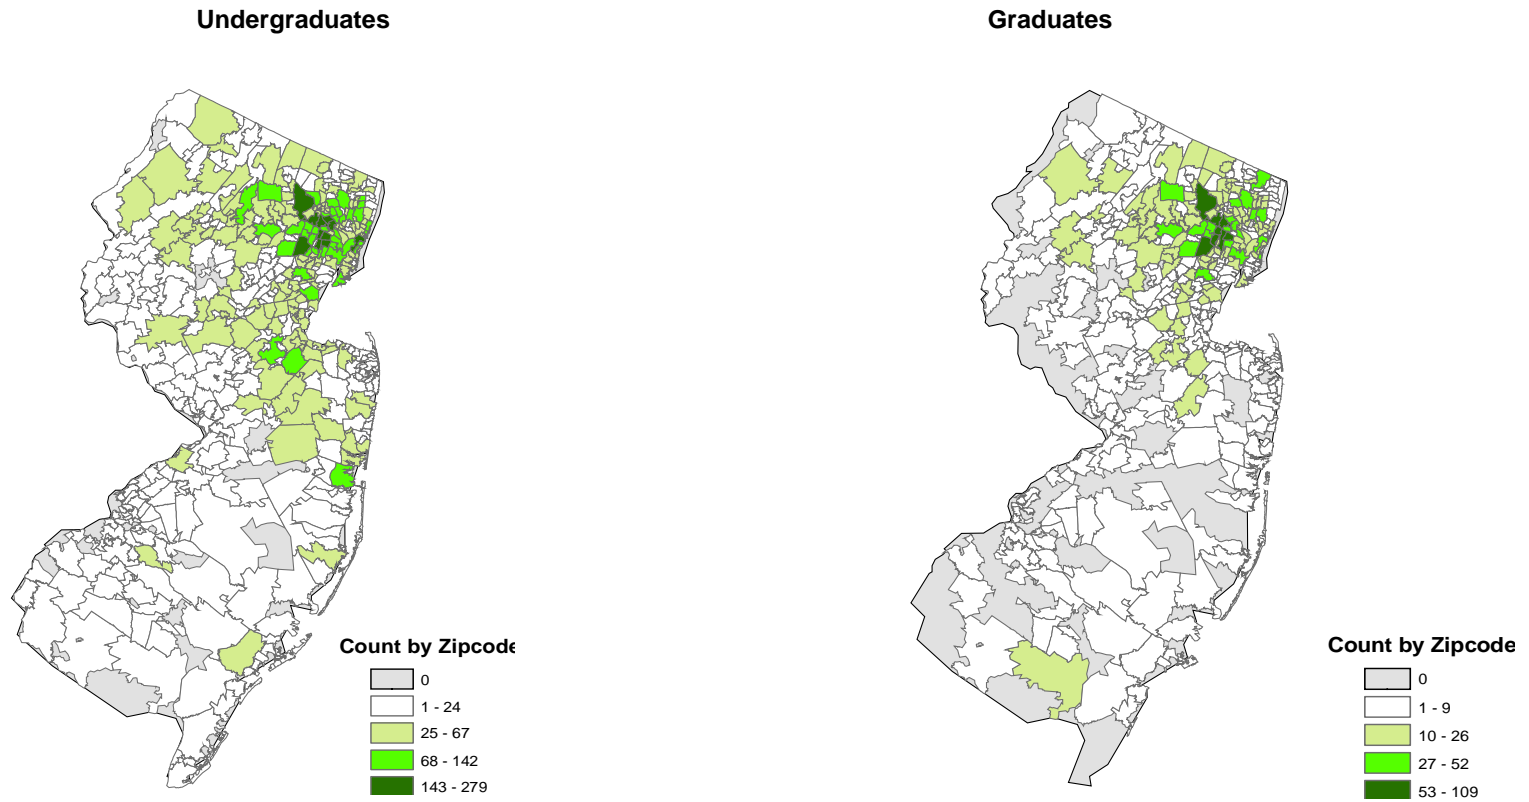 Undergraduates
Graduates
Count by Zipcode
0
1 - 24
25 - 67
68 - 142
143 - 279
Count by Zipcode
0
1 - 9
10 - 26
27 - 52
53 - 109